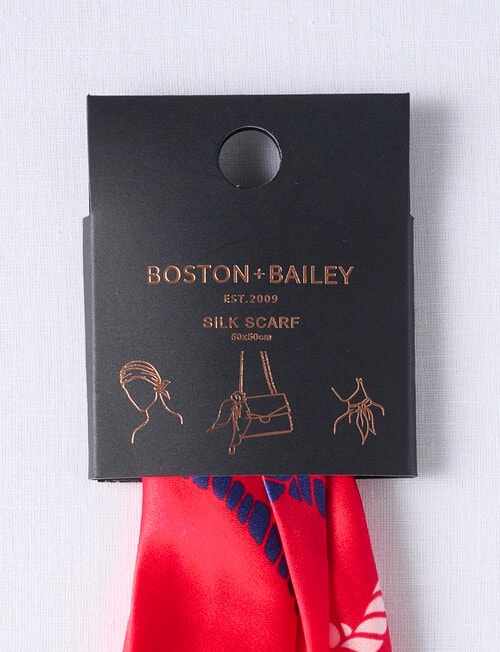 BOSTON + BAILEY
EST.2009
SILK SCARF
50x50cm